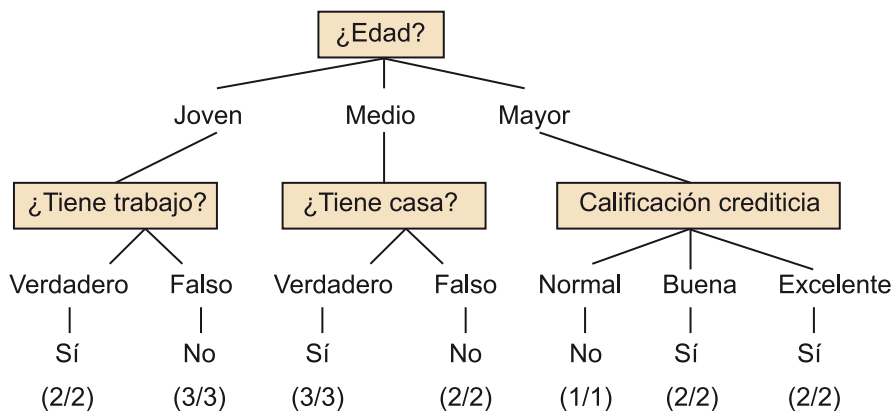 ¿Edad?
Joven Medio Mayor
¿Tiene trabajo? ¿Tiene casa? Calificación crediticia
Verdadero Falso Verdadero Falso Normal Buena Excelente
Sí No Sí No No Sí Sí
(2/2) (3/3) (3/3) (2/2) (1/1) (2/2) (2/2)